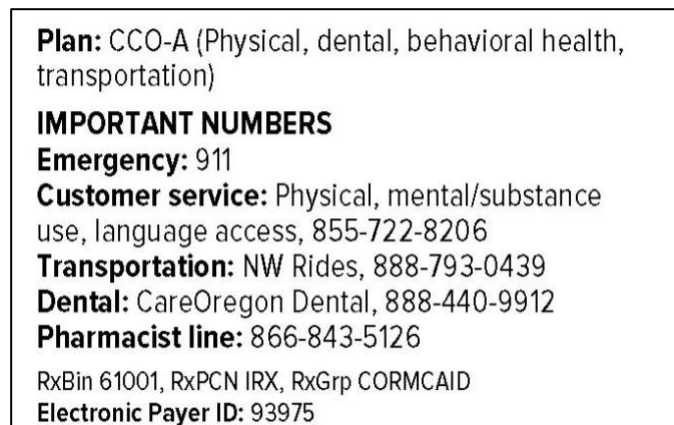 Plan: CCO-A (Physical, dental, behavioral health,
transportation)
IMPORTANT NUMBERS
Emergency: 911
Customer service: Physical, mental/substance
use, language access, 855-722-8206
Transportation: NW Rides, 888-793-0439
Dental: CareOregon Dental, 888-440-9912
Pharmacist line: 866-843-5126
RxBin 61001, RxPCN IRX, RxGrp CORMCAID
Electronic Payer ID: 93975